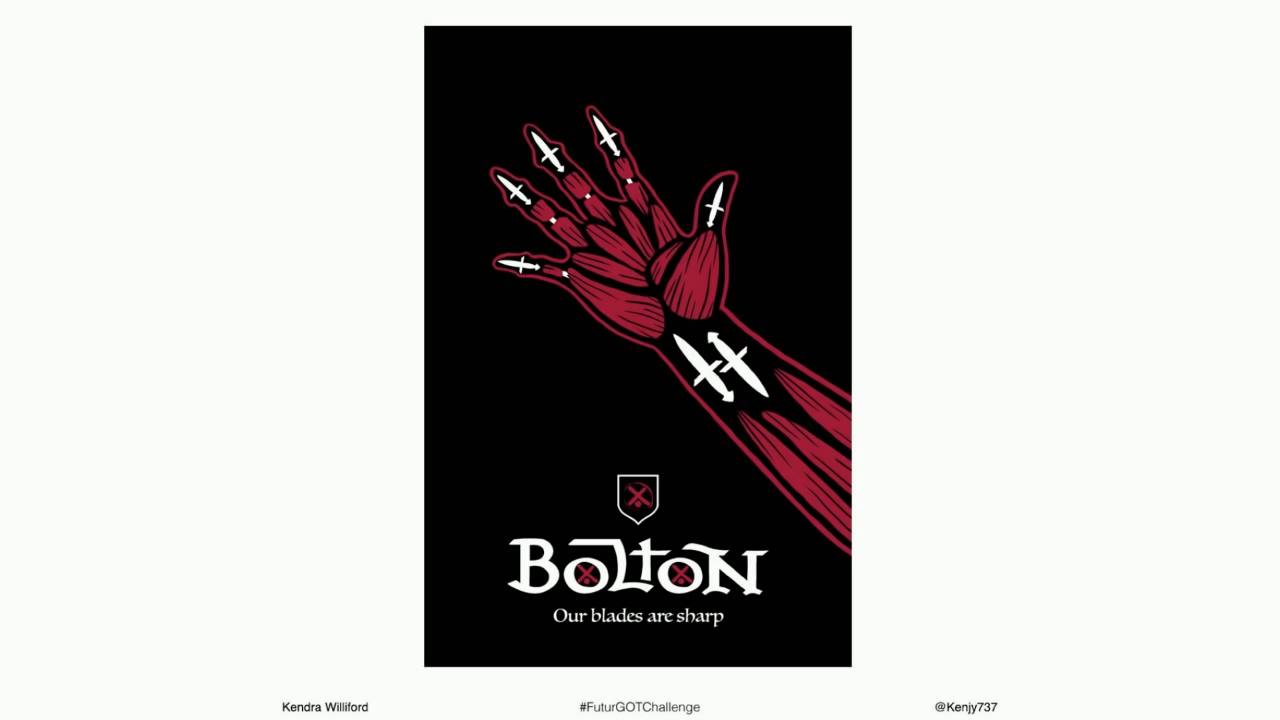 BOLTON
Our blades are sharp
Kendra Williford
#FuturGOTChallenge
@Kenjy737